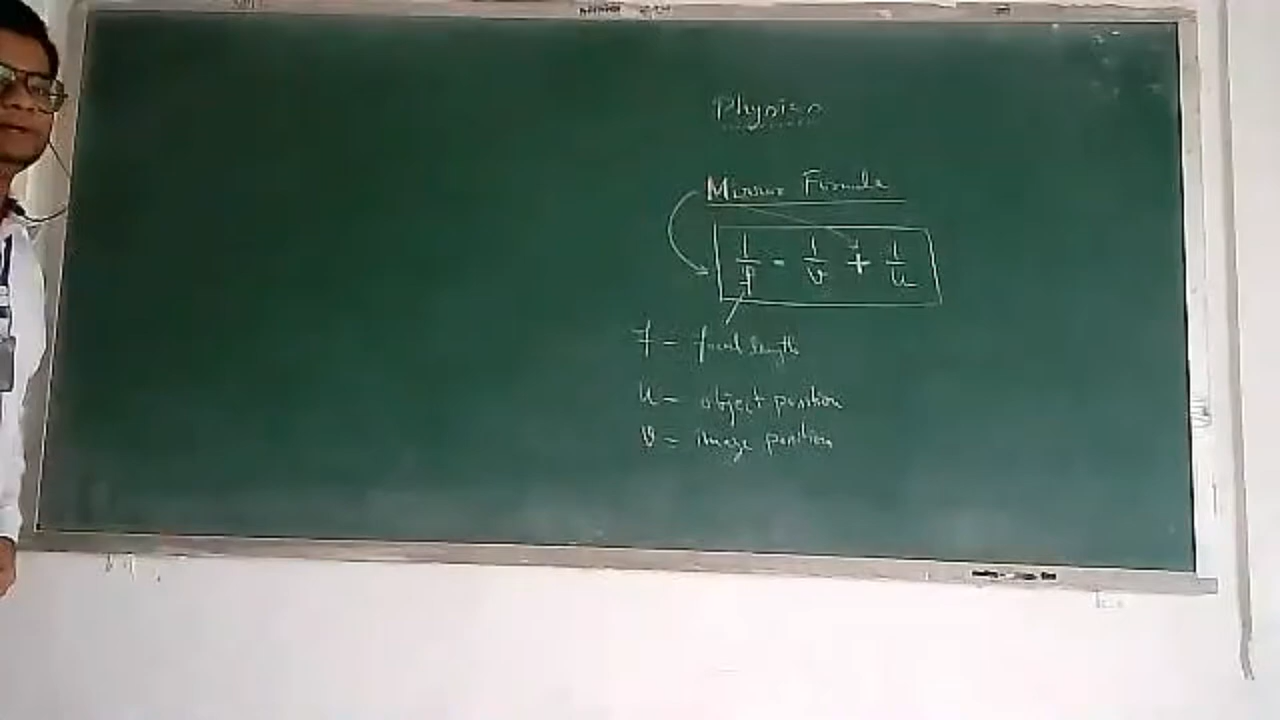 Physics
Mirror Formula
1/f = 1/v + 1/u
f - focal length
u - object position
v - image position